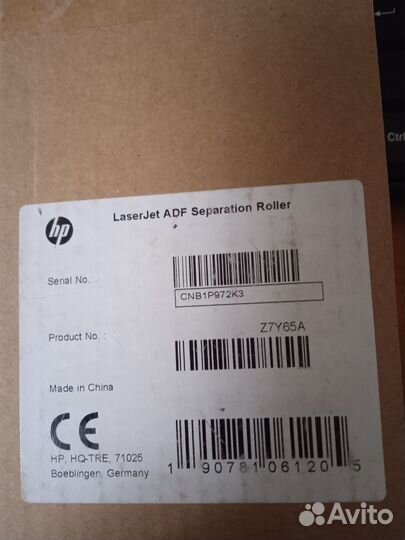 Ctrl
hp
LaserJet ADF Separation Roller
Serial No.:
CNB1P972K3
Product No. :
Z7Y65A
Made in China
CE
HP, HQ-TRE, 71025
Boeblingen, Germany
1 90781 06120 5
Avito